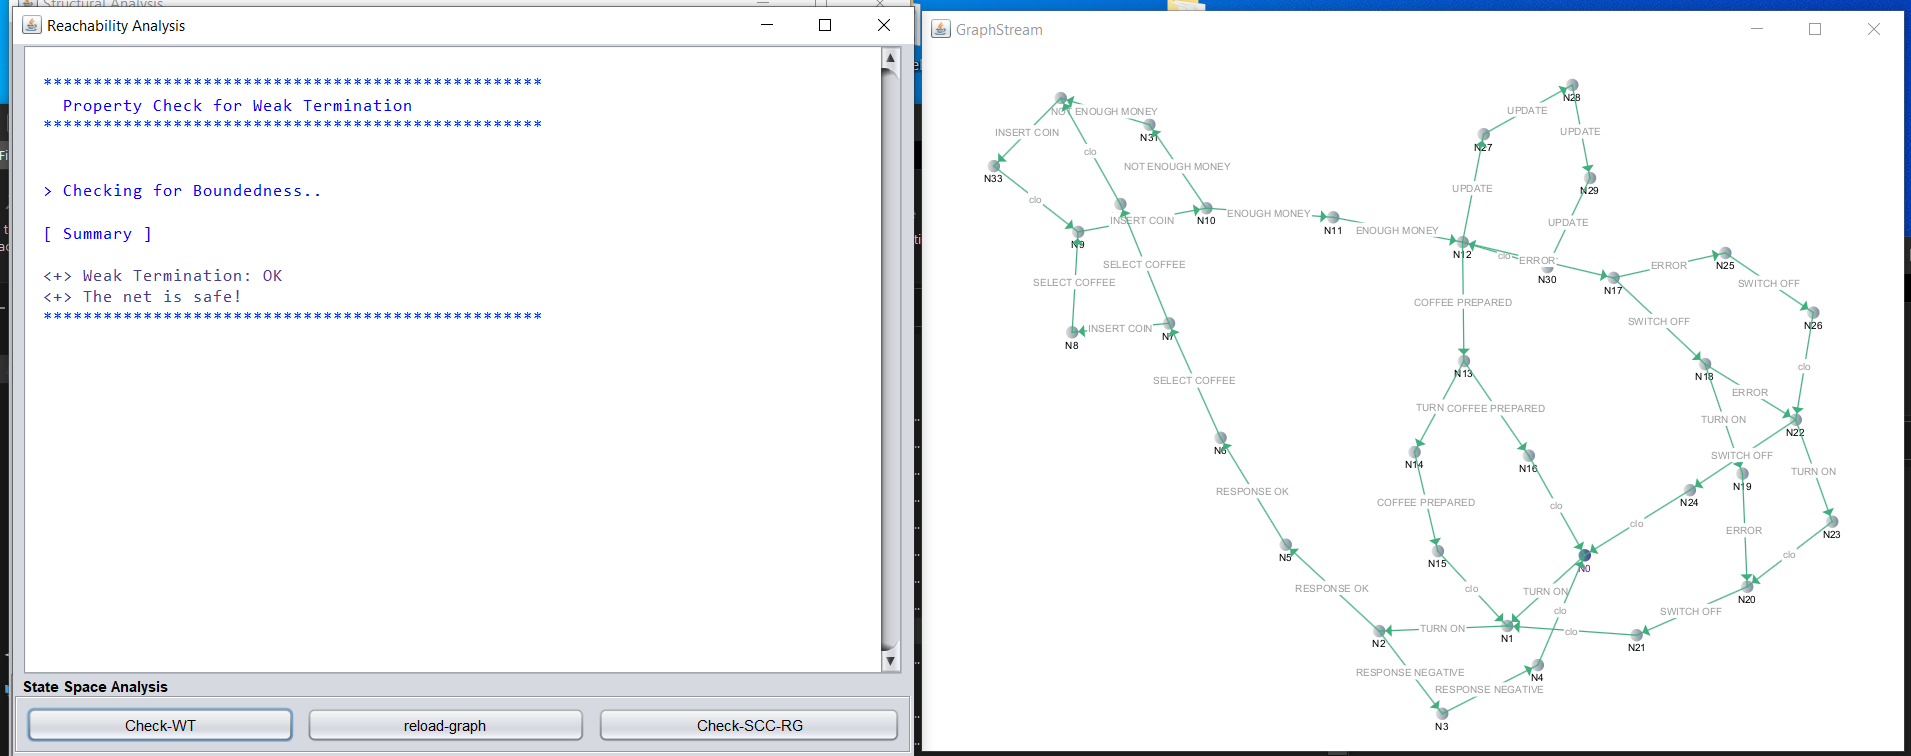 Structural Analysis
Reachability Analysis
**************************************************
Property Check for Weak Termination
**************************************************
> Checking for Boundedness..
[ Summary ]
<+> Weak Termination: OK
<+> The net is safe!
**************************************************
State Space Analysis
Check-WT
reload-graph
Check-SCC-RG
GraphStream
NOT ENOUGH MONEY
INSERT COIN
N31
clo
NOT ENOUGH MONEY
N33
clo
INSERT COIN
N10
ENOUGH MONEY
N11
ENOUGH MONEY
N9
SELECT COFFEE
SELECT COFFEE
INSERT COIN
N8
N7
SELECT COFFEE
N6
RESPONSE OK
N5
RESPONSE OK
N28
UPDATE
UPDATE
N27
UPDATE
N29
UPDATE
N12
clo
ERROR
N30
N17
ERROR
N25
SWITCH OFF
N26
COFFEE PREPARED
SWITCH OFF
clo
N13
N18
ERROR
TURN
COFFEE PREPARED
TURN ON
N22
N14
N16
SWITCH OFF
TURN ON
N19
COFFEE PREPARED
clo
N24
clo
ERROR
N23
N15
N0
clo
clo
TURN ON
N20
clo
SWITCH OFF
N2
TURN ON
N1
clo
N21
RESPONSE NEGATIVE
N4
RESPONSE NEGATIVE
N3